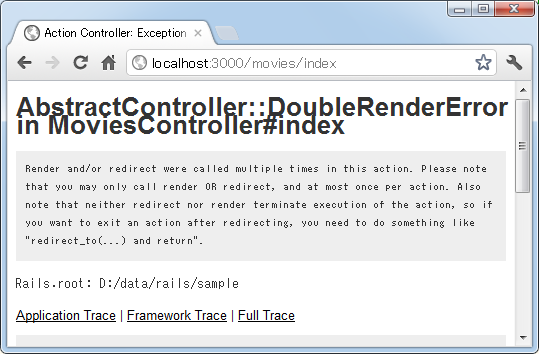 Action Controller: Exception
localhost:3000/movies/index
AbstractController::DoubleRenderError
in MoviesController#index
Render and/or redirect were called multiple times in this action. Please note
that you may only call render OR redirect, and at most once per action. Also
note that neither redirect nor render terminate execution of the action, so if
you want to exit an action after redirecting, you need to do something like
"redirect_to(...) and return".
Rails.root: D:/data/rails/sample
Application Trace | Framework Trace | Full Trace